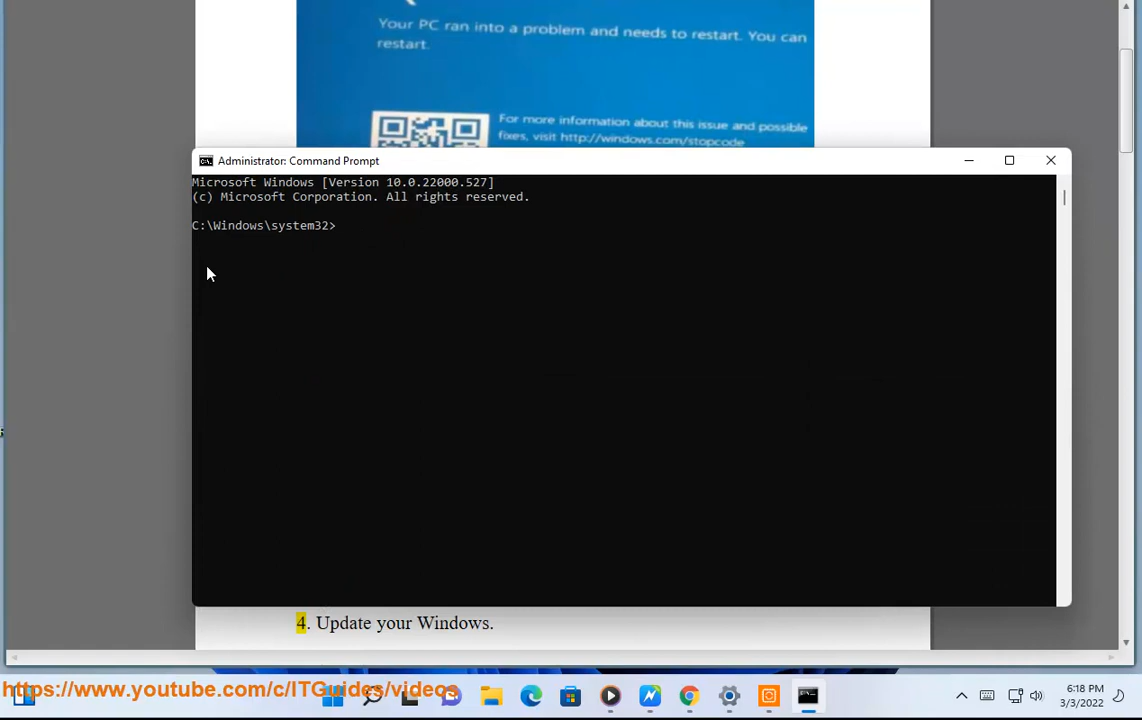 Your PC ran into a problem and needs to restart. You can
restart.
For more information about this issue and possible
fixes, visit http://windows.com/stopcode
Administrator: Command Prompt
Microsoft Windows [Version 10.0.22000.527]
(c) Microsoft Corporation. All rights reserved.
C:\Windows\system32>
4. Update your Windows.
https://www.youtube.com/c/ITGuides/videos
6:18 PM
3/3/2022